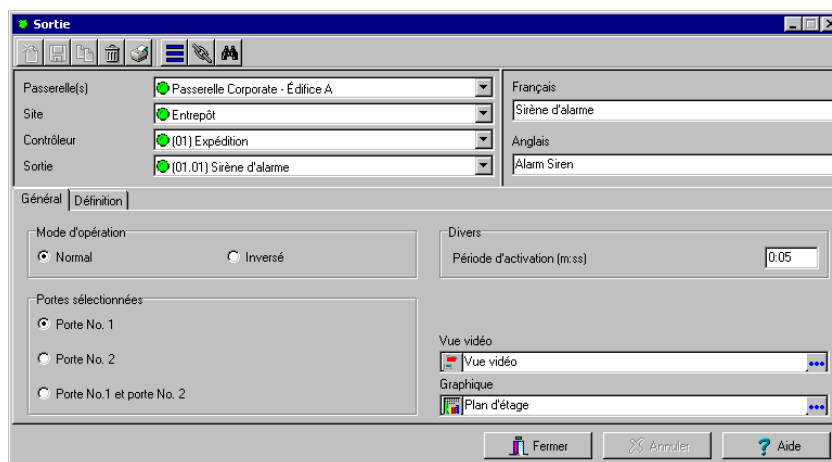 Sortie
Passerelle(s)
Passerelle Corporate - Édifice A
Site
Entrepôt
Contrôleur
(01) Expédition
Sortie
(01.01) Sirène d'alarme
Français
Sirène d'alarme
Anglais
Alarm Siren
Général
Définition
Mode d'opération
Normal
Inversé
Divers
Période d'activation (m:ss)
0:05
Portes sélectionnées
Porte No. 1
Porte No. 2
Porte No.1 et porte No. 2
Vue vidéo
Vue vidéo
Graphique
Plan d'étage
Fermer
Annuler
Aide